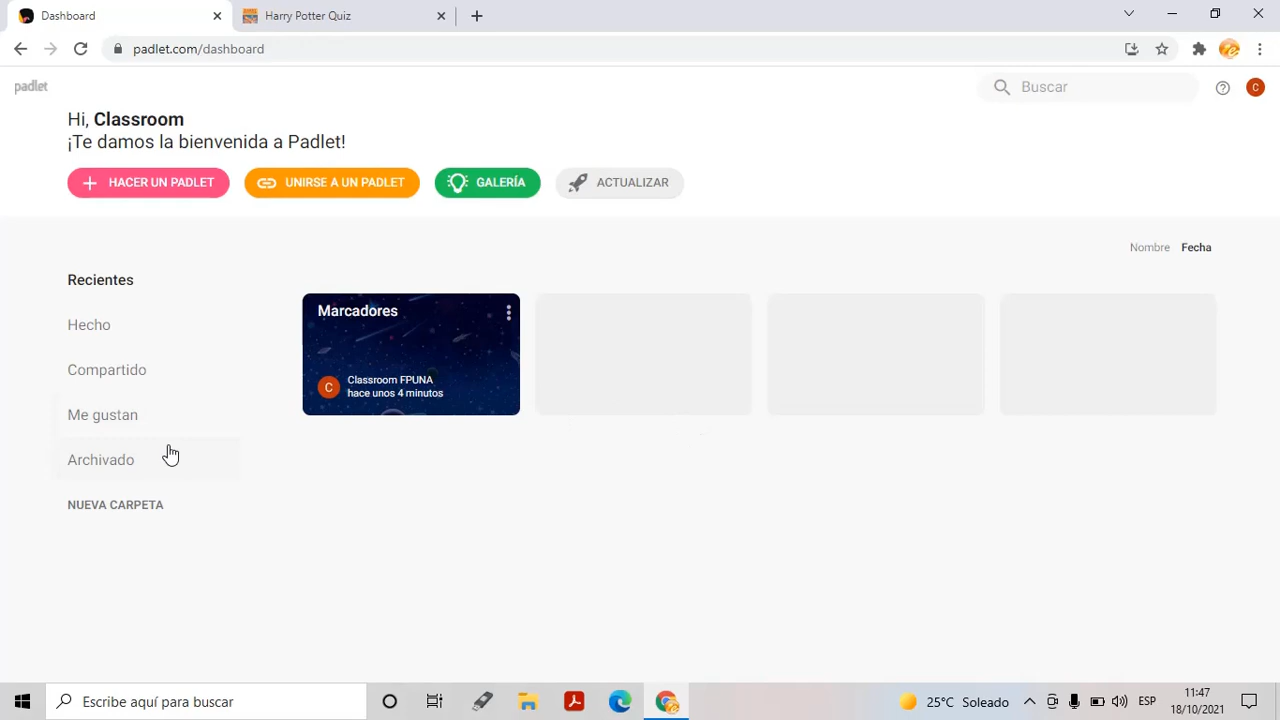 Dashboard
Harry Potter Quiz
padlet.com/dashboard
padlet
Buscar
C
Hi, Classroom
¡Te damos la bienvenida a Padlet!
HACER UN PADLET
UNIRSE A UN PADLET
GALERÍA
ACTUALIZAR
Nombre Fecha
Recientes
Hecho
Compartido
Me gustan
Archivado
NUEVA CARPETA
Marcadores
C
Classroom FPUNA
hace unos 4 minutos
Escribe aquí para buscar
25°C Soleado
ESP
11:47
18/10/2021